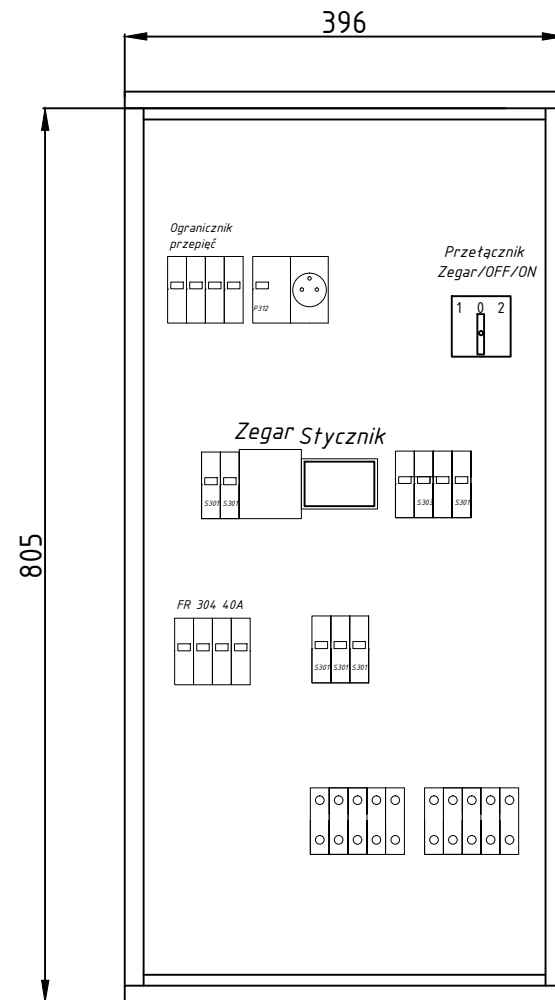 396
Ogranicznik
przepięć
Przełącznik
Zegar/OFF/ON
P312
1 0 2
Zegar Stycznik
S301 S301
S303 S301
805
FR 304 40A
S301 S301 S301